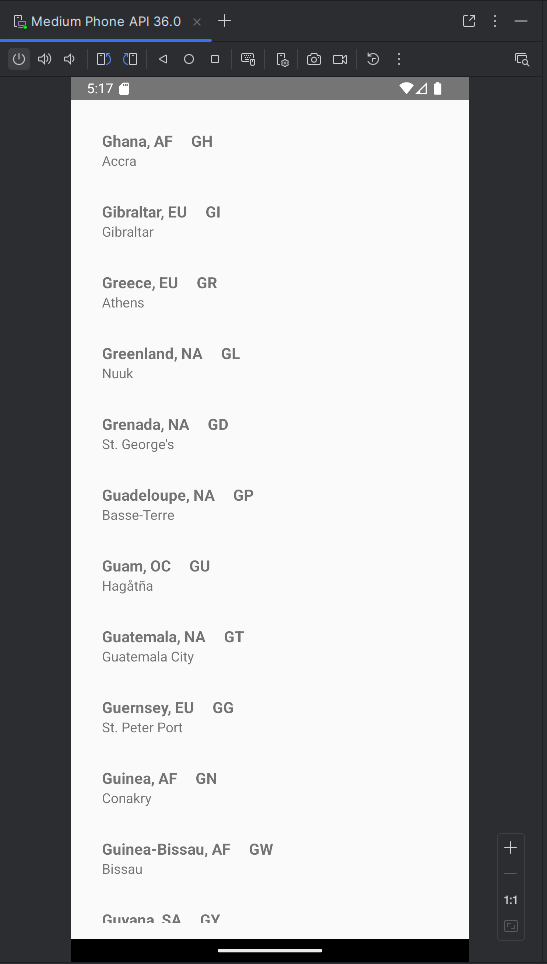 Medium Phone API 36.0
5:17
Ghana, AF GH
Accra
Gibraltar, EU GI
Gibraltar
Greece, EU GR
Athens
Greenland, NA GL
Nuuk
Grenada, NA GD
St. George's
Guadeloupe, NA GP
Basse-Terre
Guam, OC GU
Hagåtña
Guatemala, NA GT
Guatemala City
Guernsey, EU GG
St. Peter Port
Guinea, AF GN
Conakry
Guinea-Bissau, AF GW
Bissau
Guyana, SA GY
1:1